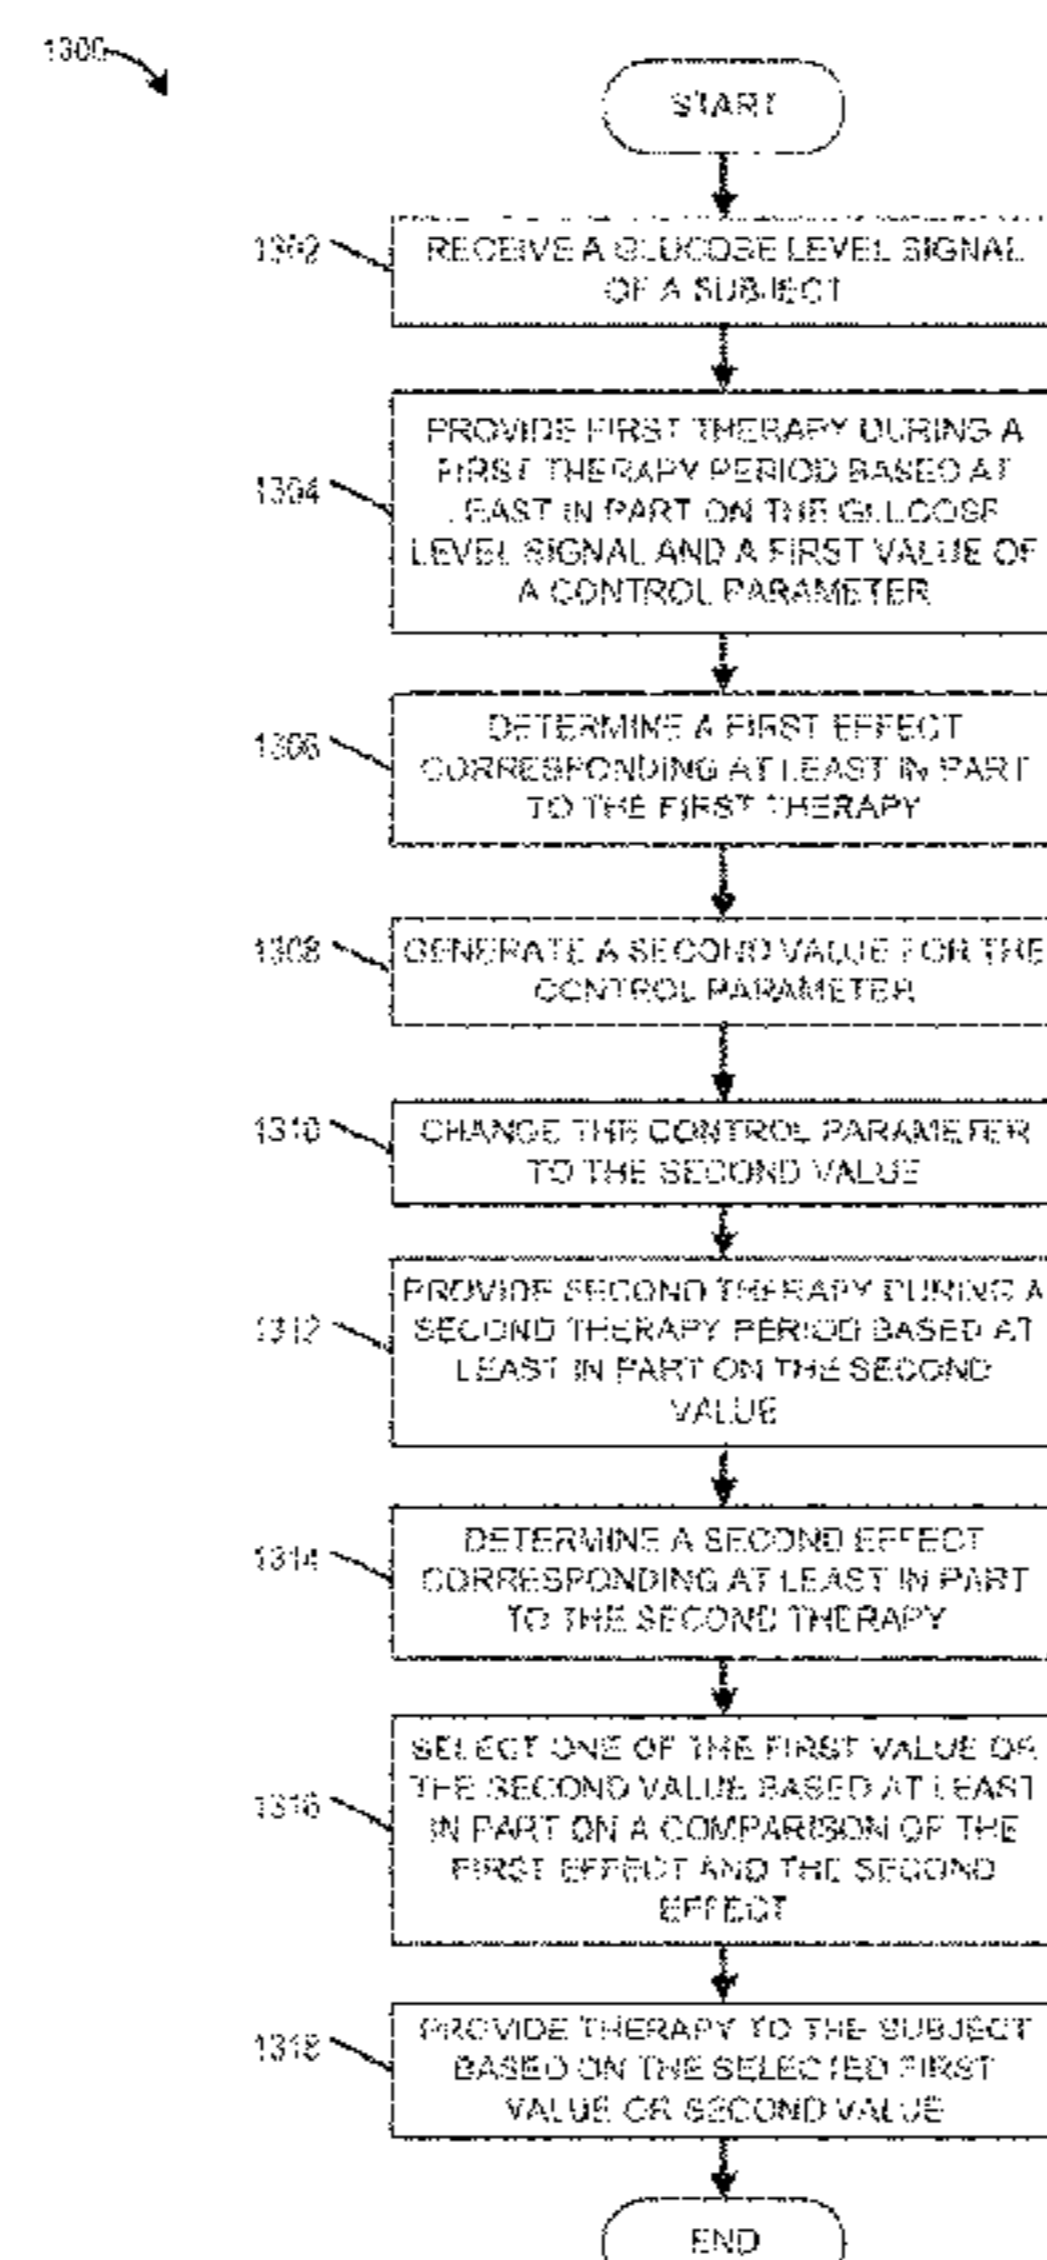 1300
START
1302
RECEIVE A GLUCOSE LEVEL SIGNAL
OF A SUBJECT
1304
PROVIDE FIRST THERAPY DURING A
FIRST THERAPY PERIOD BASED AT
LEAST IN PART ON THE GLUCOSE
LEVEL SIGNAL AND A FIRST VALUE OF
A CONTROL PARAMETER
1306
DETERMINE A FIRST EFFECT
CORRESPONDING AT LEAST IN PART
TO THE FIRST THERAPY
1308
GENERATE A SECOND VALUE FOR THE
CONTROL PARAMETER
1310
CHANGE THE CONTROL PARAMETER
TO THE SECOND VALUE
1312
PROVIDE SECOND THERAPY DURING A
SECOND THERAPY PERIOD BASED AT
LEAST IN PART ON THE SECOND
VALUE
1314
DETERMINE A SECOND EFFECT
CORRESPONDING AT LEAST IN PART
TO THE SECOND THERAPY
1316
SELECT ONE OF THE FIRST VALUE OR
THE SECOND VALUE BASED AT LEAST
IN PART ON A COMPARISON OF THE
FIRST EFFECT AND THE SECOND
EFFECT
1318
PROVIDE THERAPY TO THE SUBJECT
BASED ON THE SELECTED FIRST
VALUE OR SECOND VALUE
END